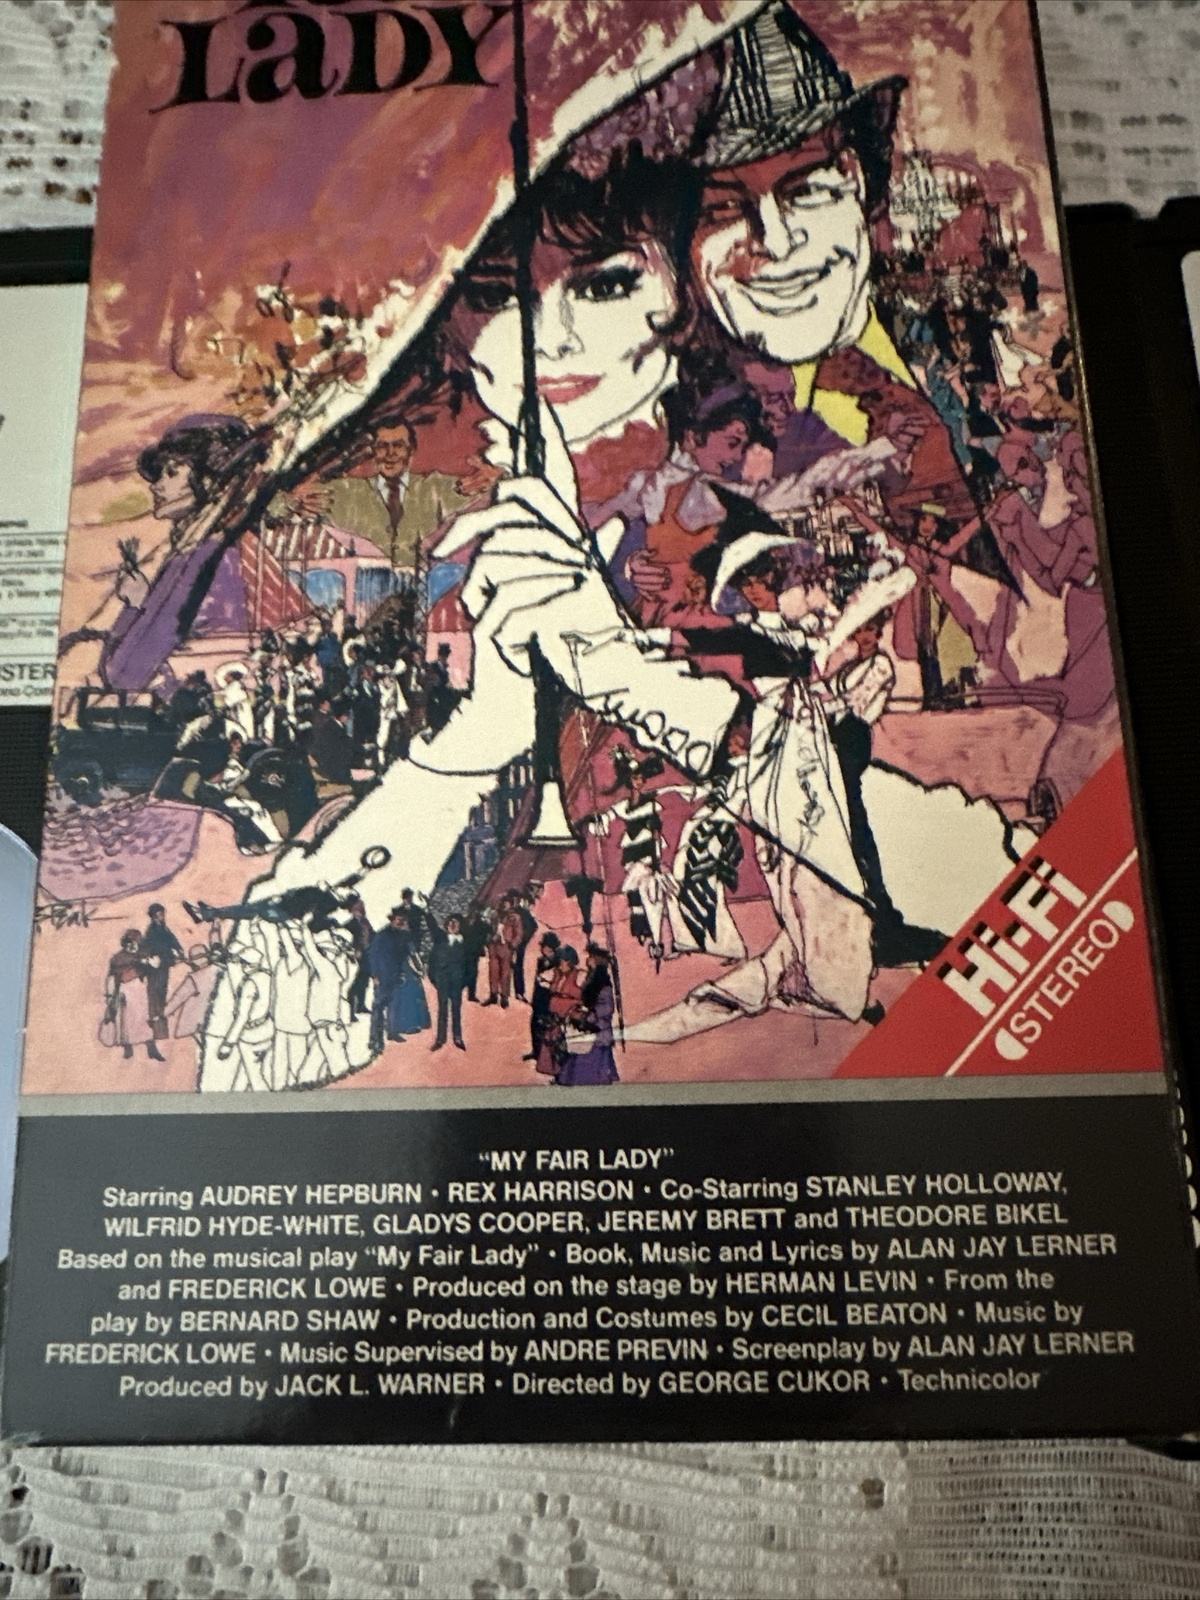 LaDY
B.Peak
Hi-Fi
STEREO
"MY FAIR LADY"
Starring AUDREY HEPBURN • REX HARRISON • Co-Starring STANLEY HOLLOWAY,
WILFRID HYDE-WHITE, GLADYS COOPER, JEREMY BRETT and THEODORE BIKEL
Based on the musical play "My Fair Lady" • Book, Music and Lyrics by ALAN JAY LERNER
and FREDERICK LOWE • Produced on the stage by HERMAN LEVIN • From the
play by BERNARD SHAW • Production and Costumes by CECIL BEATON • Music by
FREDERICK LOWE • Music Supervised by ANDRE PREVIN • Screenplay by ALAN JAY LERNER
Produced by JACK L. WARNER • Directed by GEORGE CUKOR • Technicolor